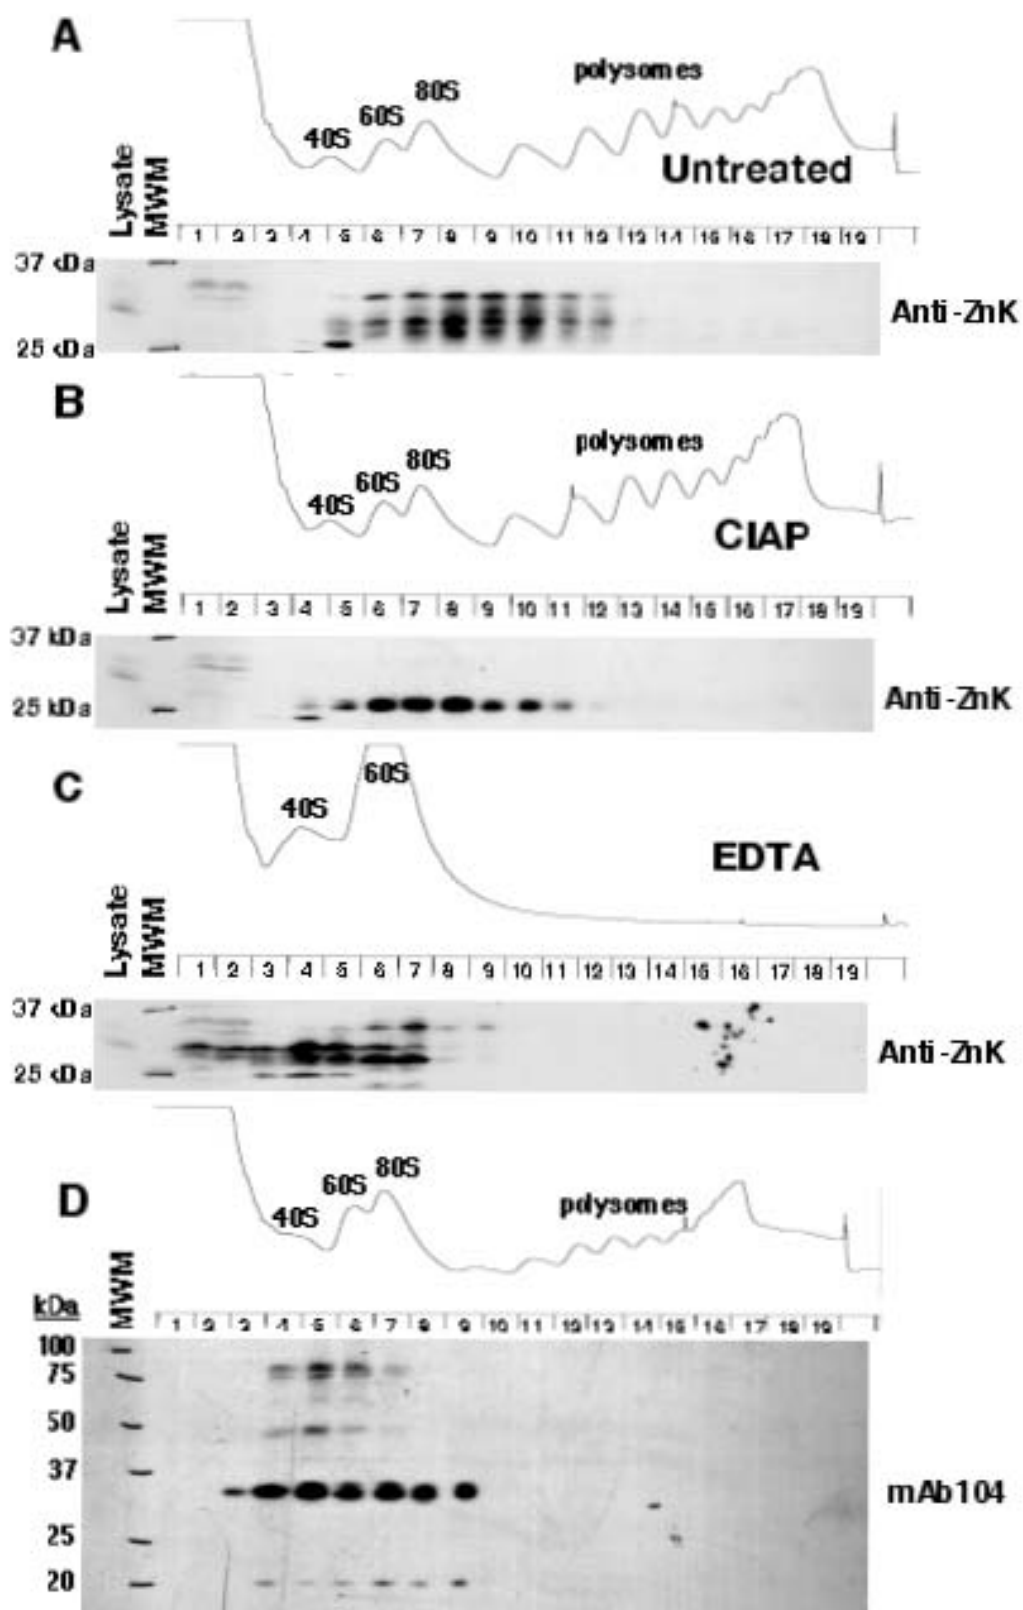 A
polysomes
80S
60S
40S
Untreated
Lysate
MWM
1 2 3 4 5 6 7 8 9 10 11 12 13 14 15 16 17 18 19
37 kDa
Anti-ZnK
25 kDa
B
polysomes
80S
60S
40S
CIAP
Lysate
MWM
1 2 3 4 5 6 7 8 9 10 11 12 13 14 15 16 17 18 19
37 kDa
25 kDa
Anti-ZnK
C
60S
40S
EDTA
Lysate
MWM
1 2 3 4 5 6 7 8 9 10 11 12 13 14 15 16 17 18 19
37 kDa
Anti-ZnK
25 kDa
D
80S
60S
40S
polysomes
MWM
kDa
1 2 3 4 5 6 7 8 9 10 11 12 13 14 15 16 17 18 19
100
75
50
37
mAb104
25
20